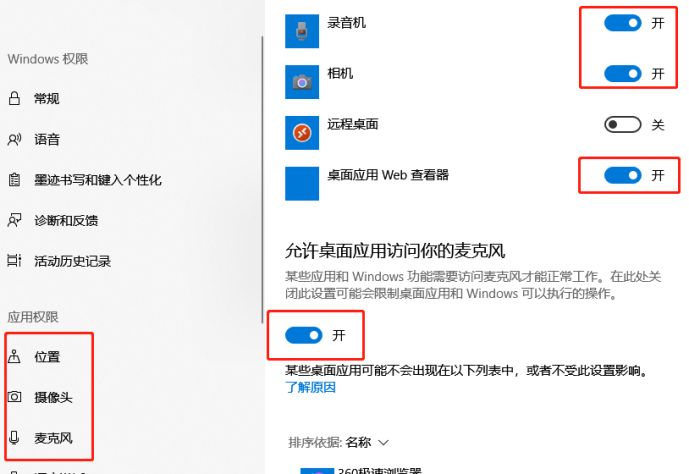 Windows 权限
常规
语音
墨迹书写和键入个性化
诊断和反馈
活动历史记录
应用权限
位置
摄像头
麦克风
录音机
开
相机
开
远程桌面
关
桌面应用 Web 查看器
开
允许桌面应用访问你的麦克风
某些应用和 Windows 功能需要访问麦克风才能正常工作。在此处关
闭此设置可能会限制桌面应用和 Windows 可以执行的操作。
开
某些桌面应用可能不会出现在以下列表中，或者不受此设置影响。
了解原因
排序依据: 名称
360极速浏览器